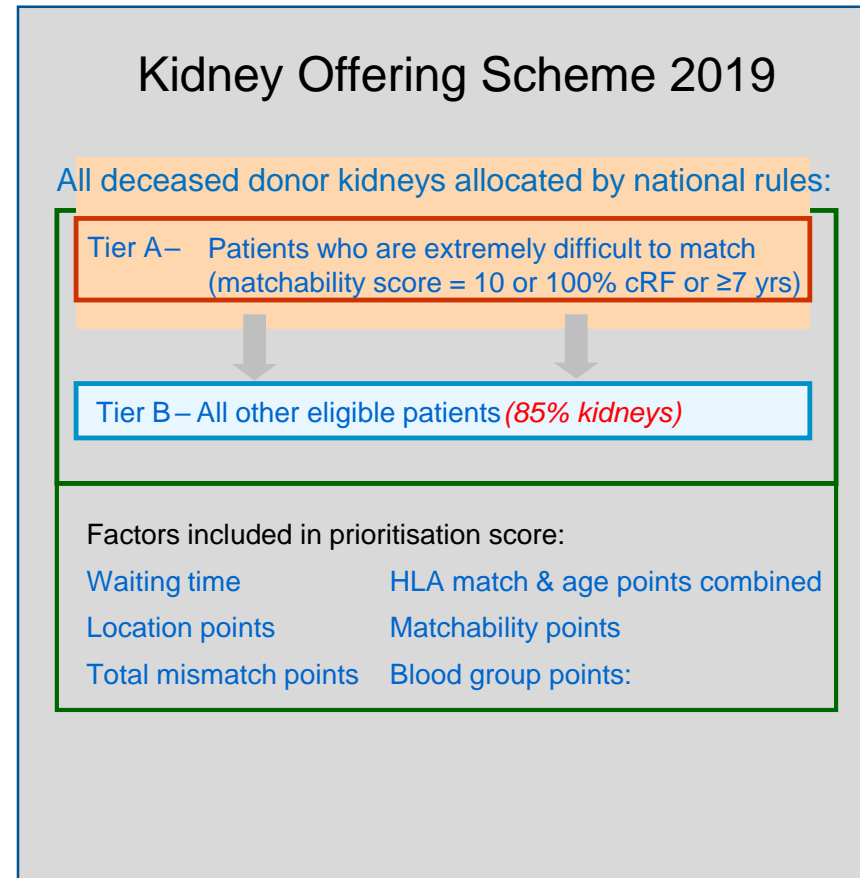 Kidney Offering Scheme 2019
All deceased donor kidneys allocated by national rules:
Tier A – Patients who are extremely difficult to match
(matchability score = 10 or 100% cRF or ≥7 yrs)
Tier B – All other eligible patients (85% kidneys)
Factors included in prioritisation score:
Waiting time HLA match & age points combined
Location points Matchability points
Total mismatch points Blood group points: